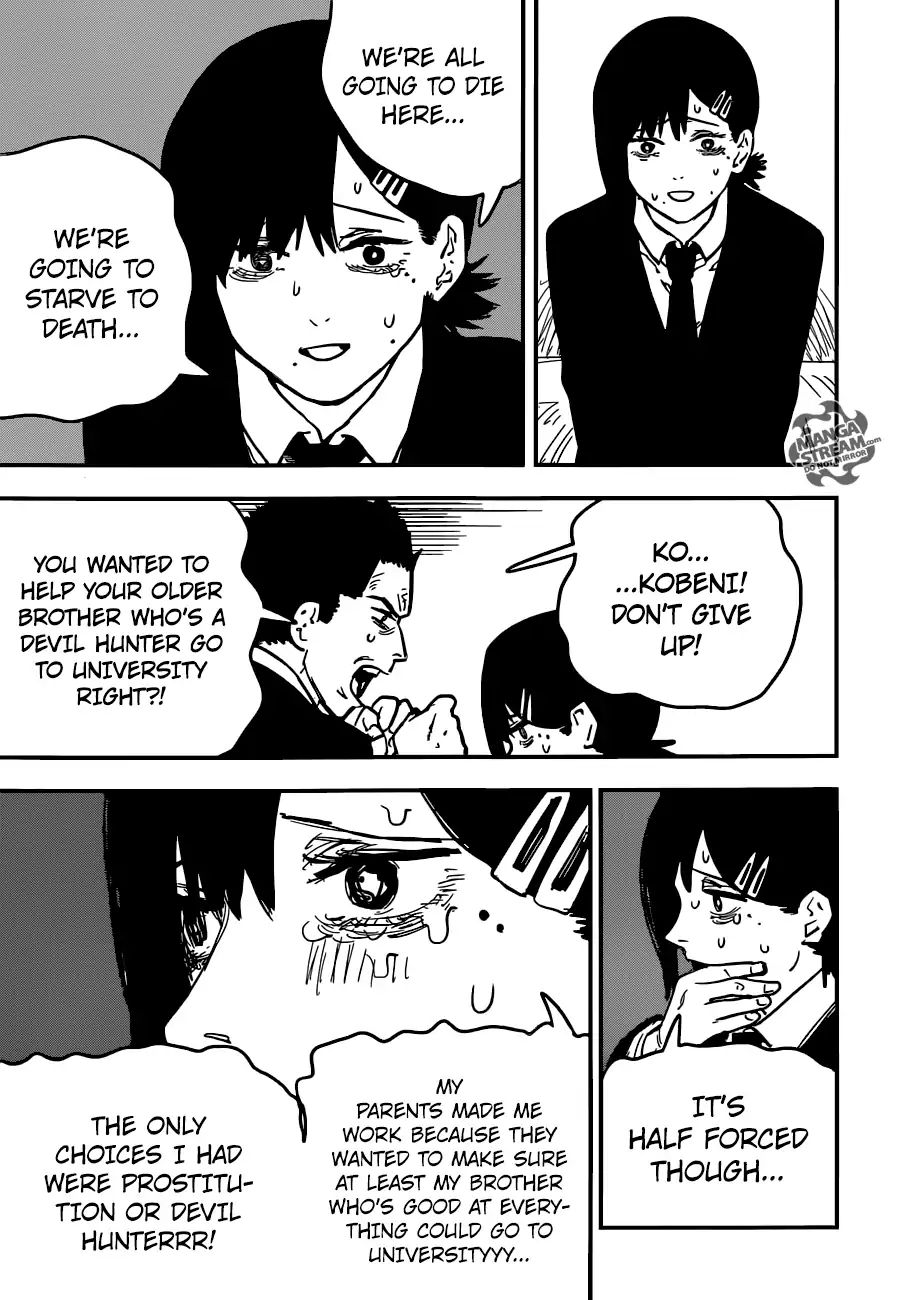 WE'RE ALL
GOING TO DIE
HERE...
WE'RE
GOING TO
STARVE TO
DEATH...
MANGA
STREAM.com
DO NOT MIRROR
KO...
...KOBENI!
DON'T GIVE
UP!
YOU WANTED TO
HELP YOUR OLDER
BROTHER WHO'S A
DEVIL HUNTER GO
TO UNIVERSITY
RIGHT?!
IT'S
HALF FORCED
THOUGH...
MY
PARENTS MADE ME
WORK BECAUSE THEY
WANTED TO MAKE SURE
AT LEAST MY BROTHER
WHO'S GOOD AT EVERY-
THING COULD GO TO
UNIVERSITYYY...
THE ONLY
CHOICES I HAD
WERE PROSTITU-
TION OR DEVIL
HUNTERRR!